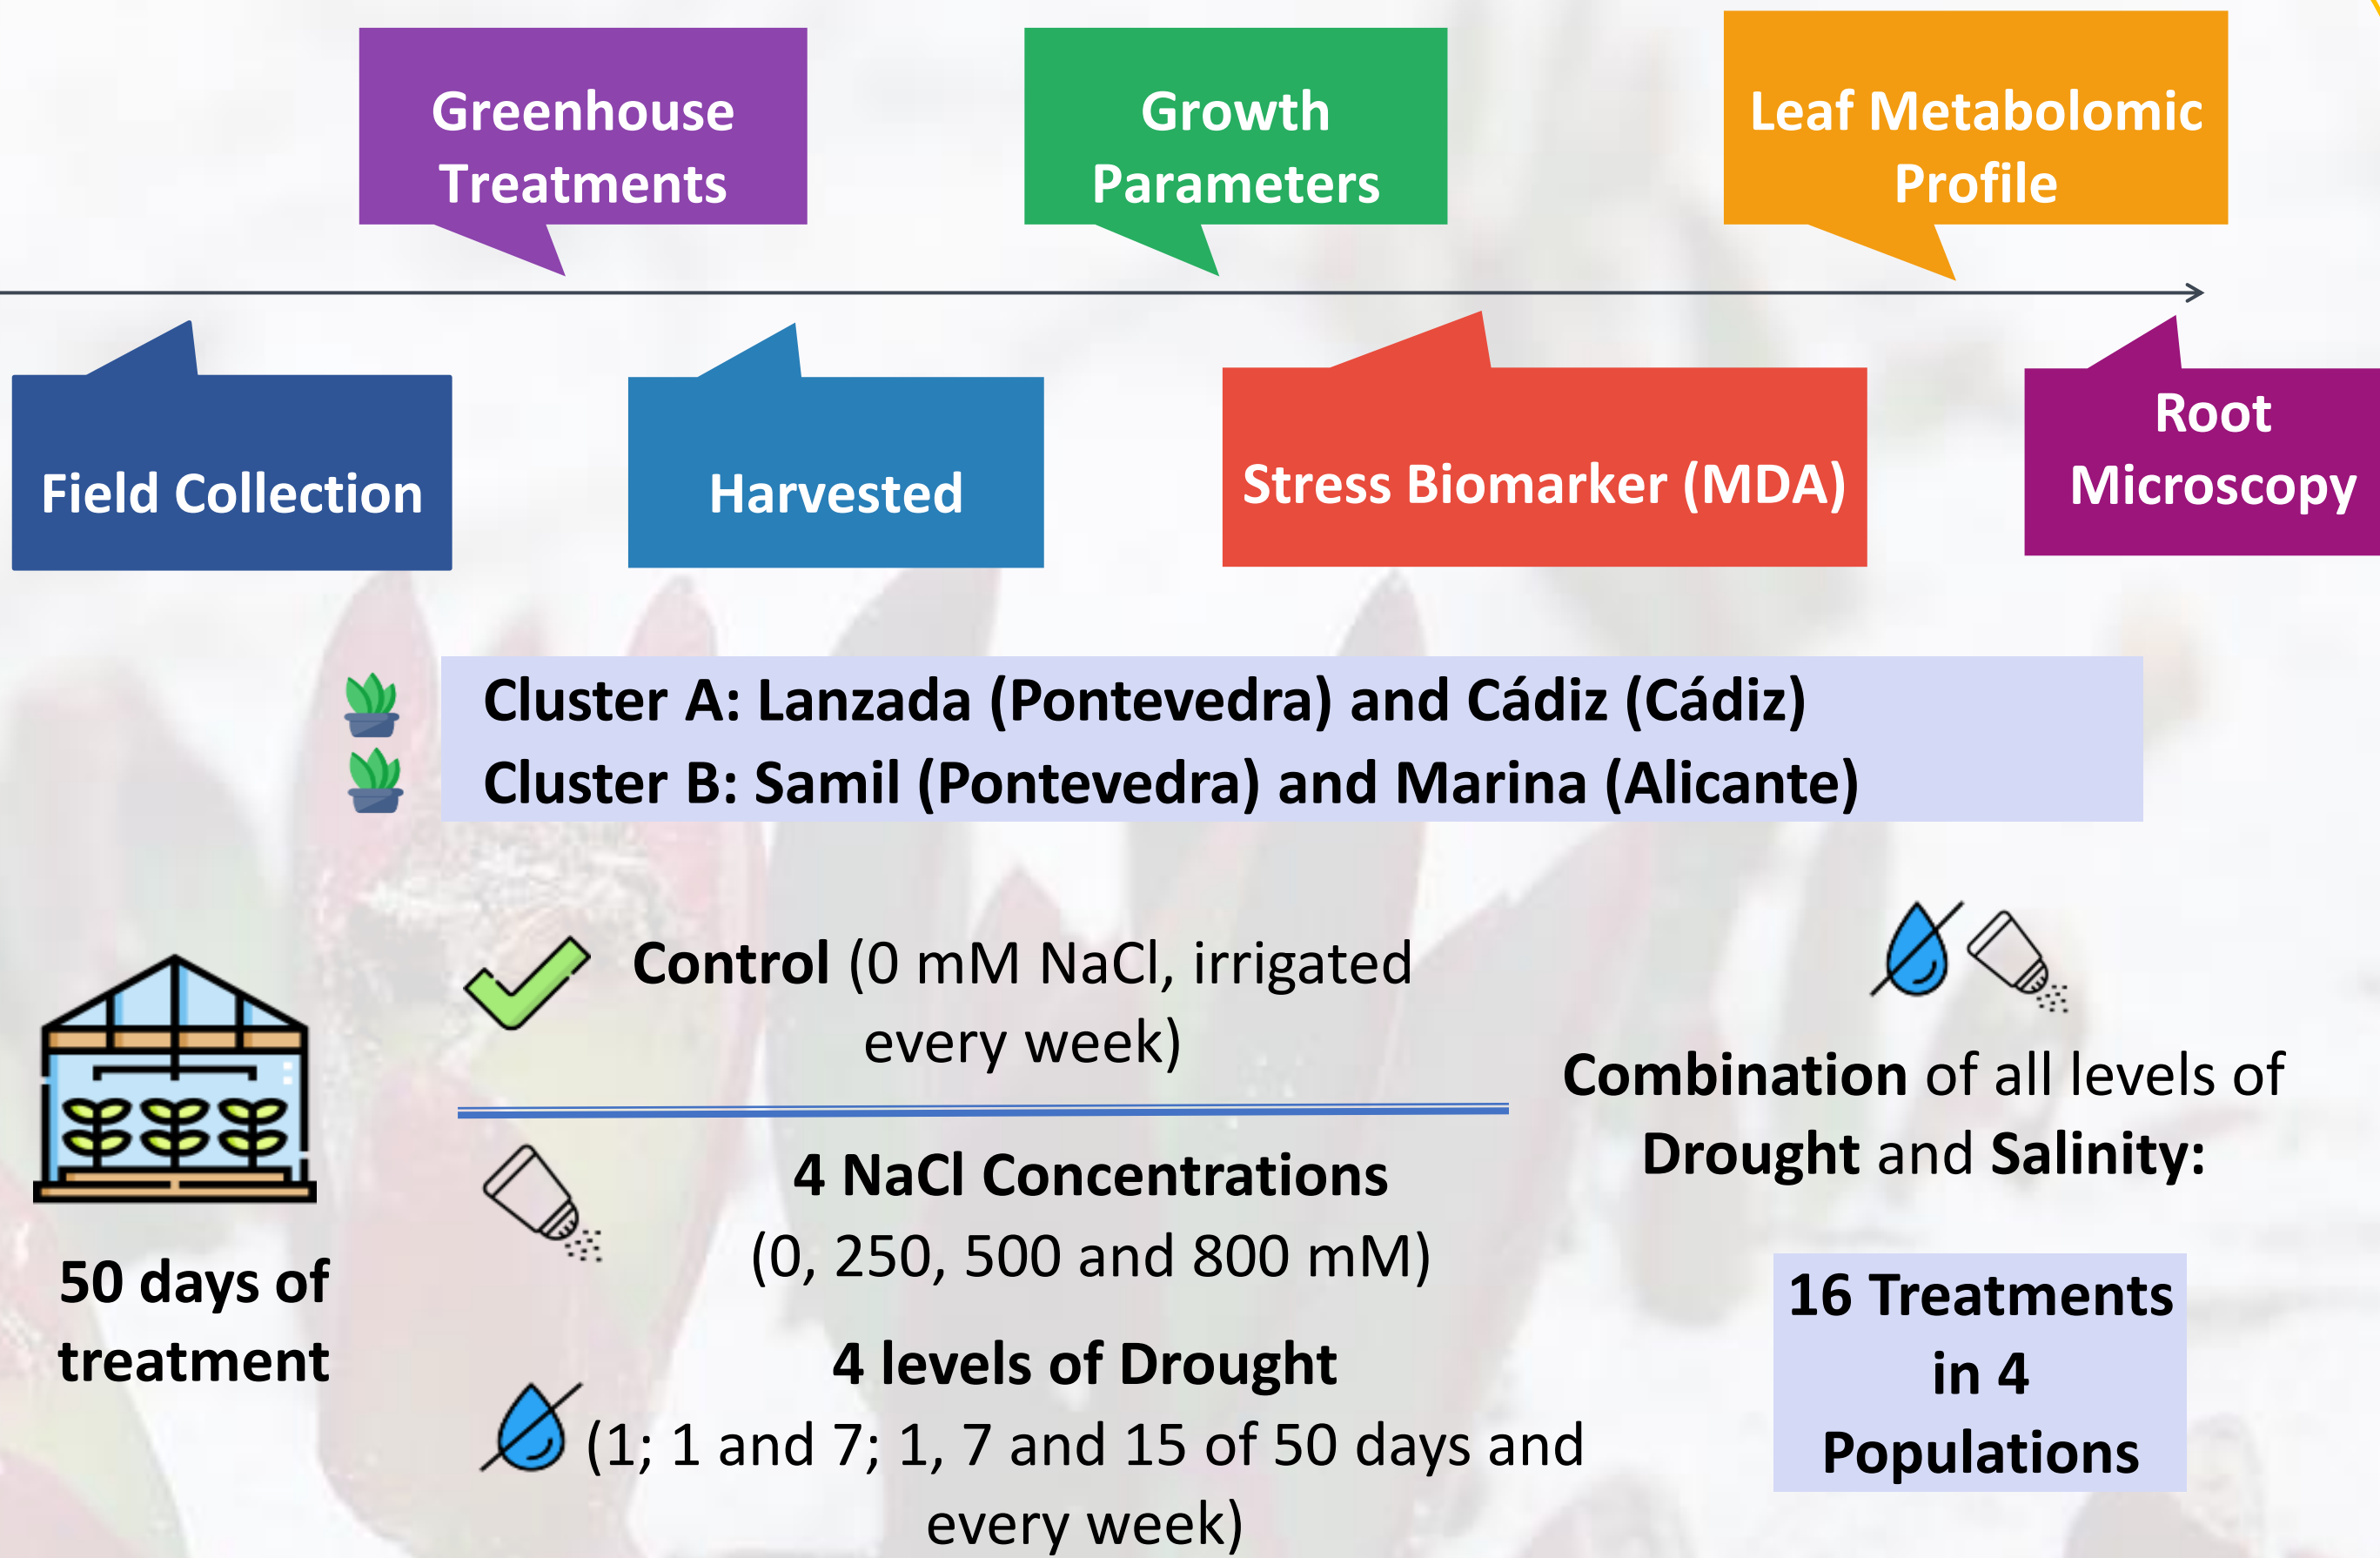 Greenhouse
Treatments
Growth
Parameters
Leaf Metabolomic
Profile
Field Collection
Harvested
Stress Biomarker (MDA)
Root
Microscopy
Cluster A: Lanzada (Pontevedra) and Cádiz (Cádiz)
Cluster B: Samil (Pontevedra) and Marina (Alicante)
50 days of
treatment
Control (0 mM NaCl, irrigated
every week)
4 NaCl Concentrations
(0, 250, 500 and 800 mM)
4 levels of Drought
(1; 1 and 7; 1, 7 and 15 of 50 days and
every week)
Combination of all levels of
Drought and Salinity:
16 Treatments
in 4
Populations